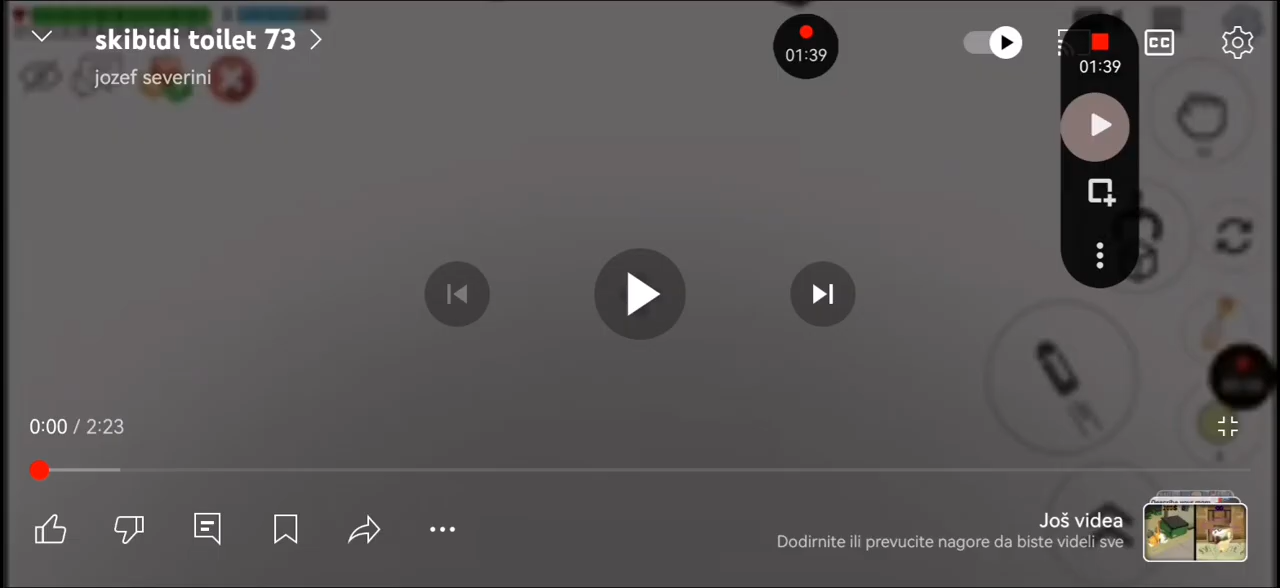 skibidi toilet 73
jozef severini
01:39
01:39
CC
0:00 / 2:23
Još videa
Dodirnite ili prevucite nagore da biste videli sve